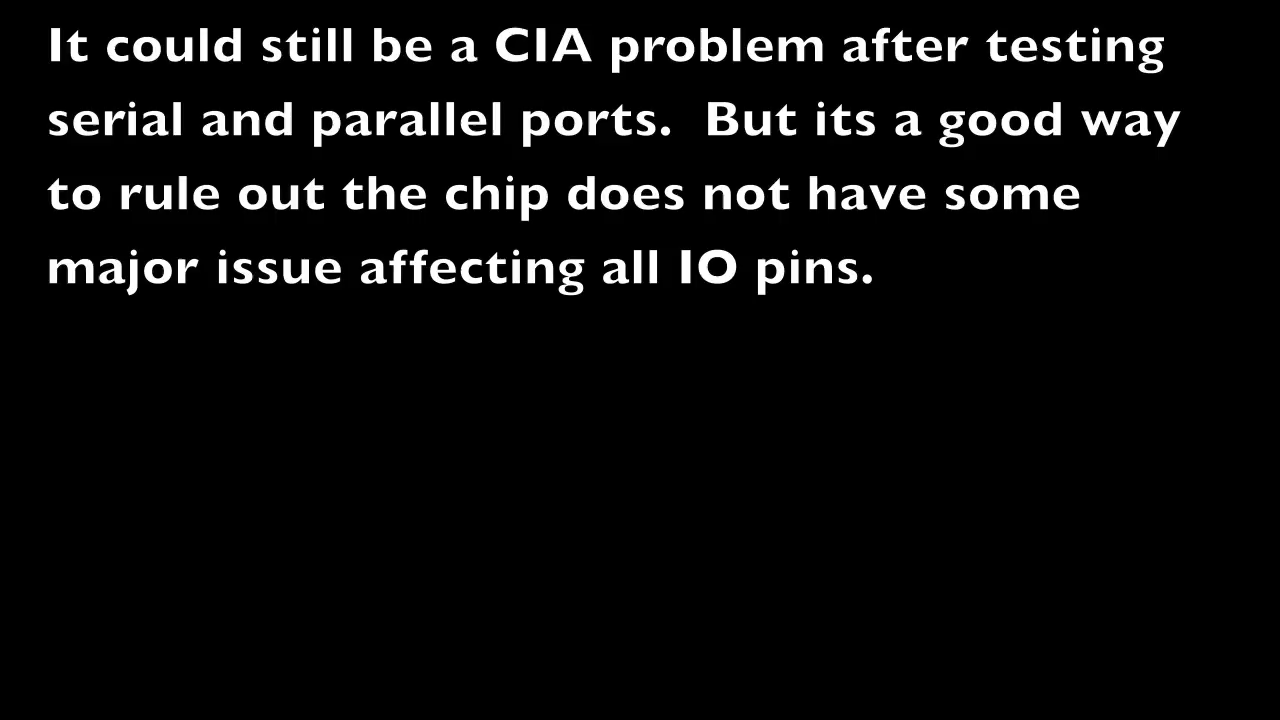 It could still be a CIA problem after testing
serial and parallel ports.  But its a good way
to rule out the chip does not have some
major issue affecting all IO pins.